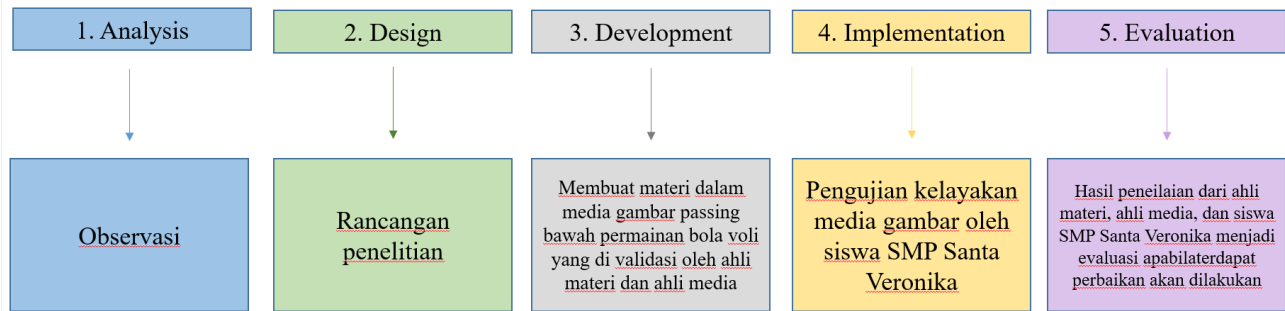 1. Analysis
2. Design
3. Development
4. Implementation
5. Evaluation
Observasi
Rancangan
penelitian
Membuat materi dalam
media gambar passing
bawah permainan bola voli
yang di validasi oleh ahli
materi dan ahli media
Pengujian kelayakan
media gambar oleh
siswa SMP Santa
Veronika
Hasil peneilaian dari ahli
materi, ahli media, dan siswa
SMP Santa Veronika menjadi
evaluasi apabilaterdapat
perbaikan akan dilakukan